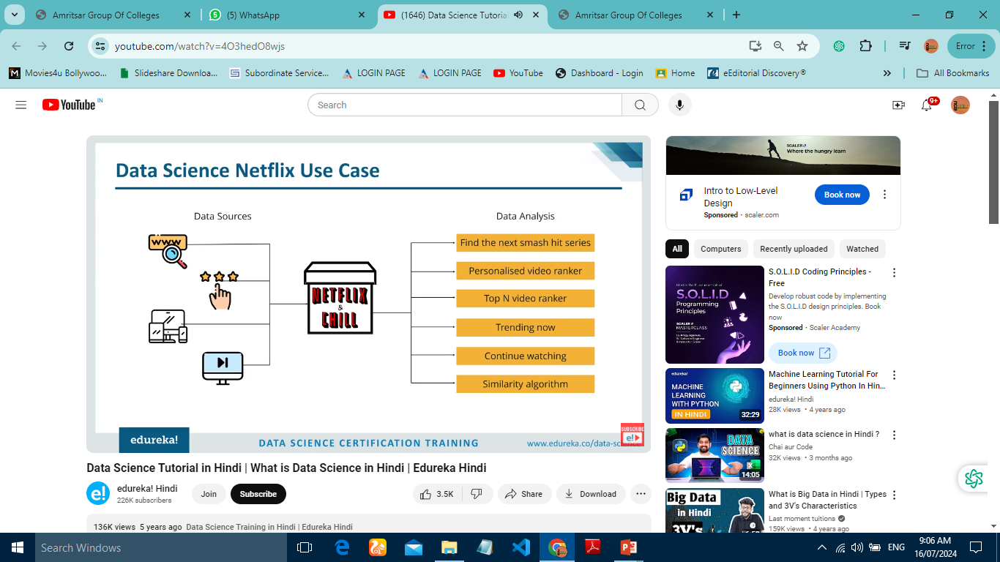 Amritsar Group Of Colleges
(5) WhatsApp
(1646) Data Science Tutorial
Amritsar Group Of Colleges
youtube.com/watch?v=4O3hedO8wjs
Error
Movies4u Bollywoo...
Slideshare Downloa...
Subordinate Service...
LOGIN PAGE
LOGIN PAGE
YouTube
Dashboard - Login
Home
eEditorial Discovery®
All Bookmarks
YouTube IN
Search
9+
Data Science Netflix Use Case
Data Sources
Data Analysis
WWW
NETFLIX
&
CHILL
Find the next smash hit series
Personalised video ranker
Top N video ranker
Trending now
Continue watching
Similarity algorithm
edureka!
DATA SCIENCE CERTIFICATION TRAINING
www.edureka.co/data-science
SUBSCRIBE
e!
Data Science Tutorial in Hindi | What is Data Science in Hindi | Edureka Hindi
e!
edureka! Hindi
226K subscribers
Join
Subscribe
3.5K
Share
Download
136K views 5 years ago Data Science Training in Hindi | Edureka Hindi
SCALER
Where the hungry learn
Intro to Low-Level
Design
Sponsored · scaler.com
Book now
All
Computers
Recently uploaded
Watched
Master the Fundamentals of
S.O.L.I.D
Programming
Principles
SCALER
MASTERCLASS
S.O.L.I.D Coding Principles -
Free
Develop robust code by implementing
the S.O.L.I.D design principles. Book
now
Sponsored · Scaler Academy
Book now
edureka!
MACHINE
LEARNING
WITH PYTHON
IN HINDI
32:29
Machine Learning Tutorial For
Beginners Using Python In Hin...
edureka! Hindi
28K views • 4 years ago
DATA
SCIENCE
14:05
what is data science in Hindi ?
Chai aur Code
32K views • 3 months ago
Big Data
in Hindi
3V's
What is Big Data in Hindi | Types
and 3V's Characteristics
Last moment tuitions
159K views • 4 years ago
Search Windows
ENG
9:06 AM
16/07/2024